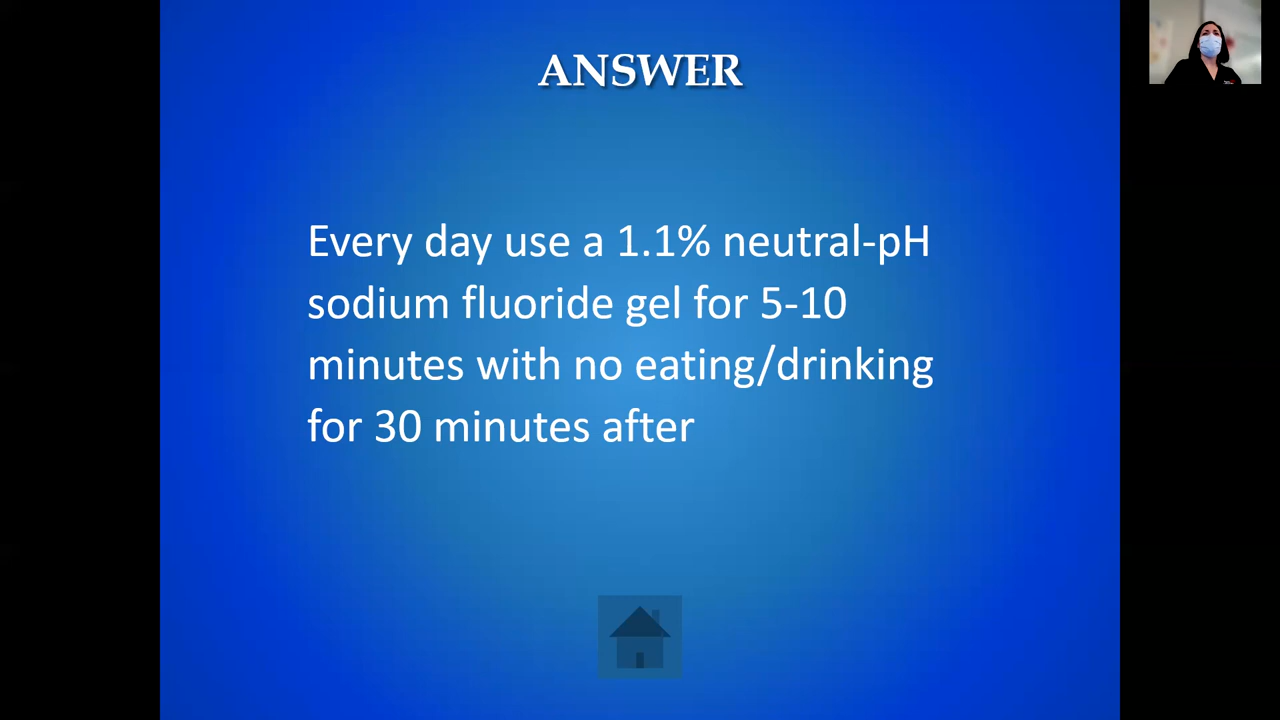 ANSWER
Every day use a 1.1% neutral-pH
sodium fluoride gel for 5-10
minutes with no eating/drinking
for 30 minutes after